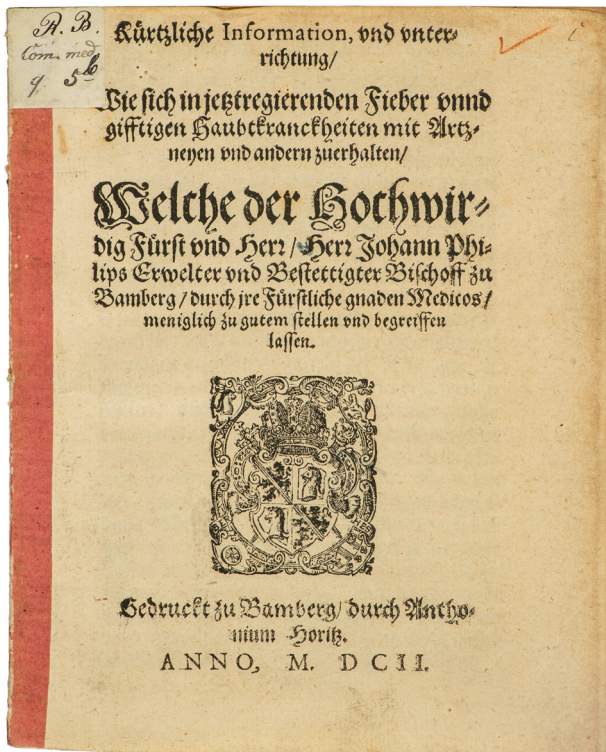 R. B.
Com. med
q. 5b
Kürtzliche Information, vnd vnter-
richtung/
Wie sich in jetztregierenden Fieber vnnd
gifftigen Haubtkranckheiten mit Artz-
neyen vnd andern zuerhalten/
Welche der Hochwir-
dig Fürst vnd Herr/ Herr Johann Phi-
lips Erwelter vnd Bestettigter Bischoff zu
Bamberg/ durch jre Fürstliche gnaden Medicos/
meniglich zu gutem stellen vnd begreiffen
lassen.
Gedruckt zu Bamberg/ durch Antho-
nium Horitz.
ANNO, M. DCII.